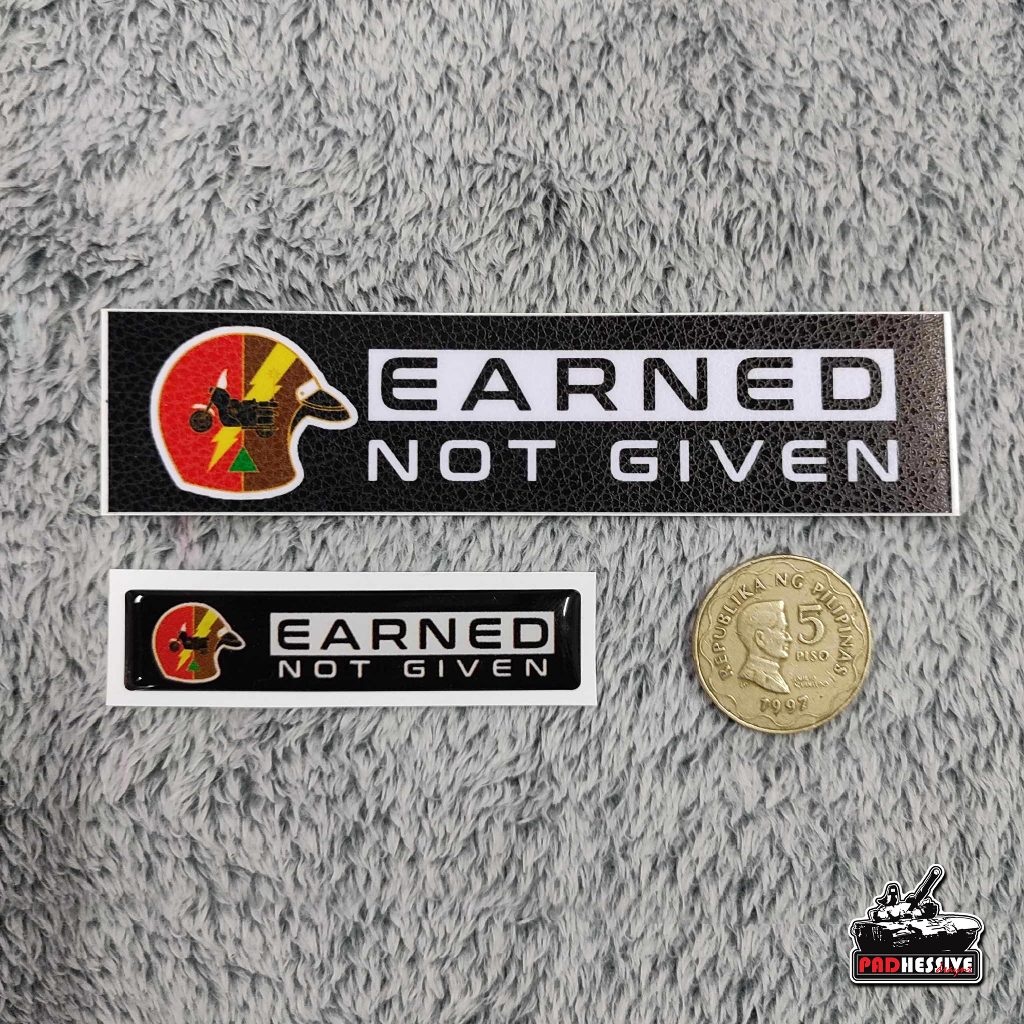 EARNED
NOT GIVEN
EARNED
NOT GIVEN
REPUBLIKA NG PILIPINAS
5
PISO
1997
PADHESSIVE